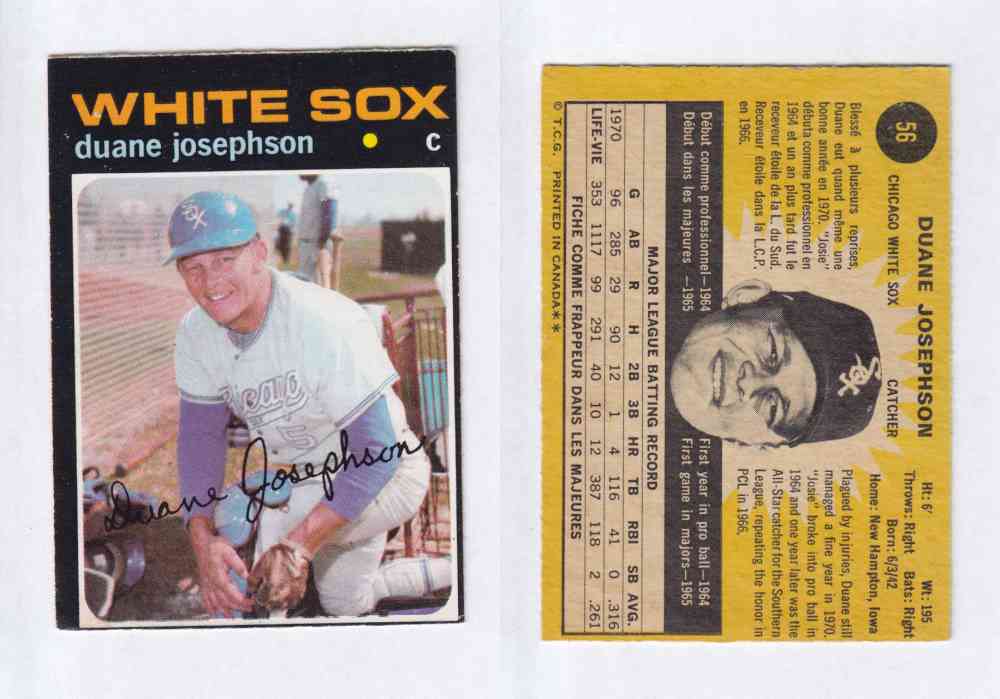 WHITE SOX
duane josephson
C
SOX
Duane Josephson
56
DUANE JOSEPHSON
CHICAGO WHITE SOX CATCHER
Ht: 6' Wt: 195
Born: 6/3/42
Throws: Right Bats: Right
Home: New Hampton, Iowa
Blessé à plusieurs reprises,
Duane eut quand même une
bonne année en 1970. "Josie"
débuta comme professionnel en
1964 et un an plus tard fut le
receveur étoile de la L. du Sud.
Receveur étoile dans la L.C.P.
en 1966.
SOX
Plagued by injuries, Duane still
managed a fine year in 1970.
"Josie" broke into pro ball in
1964 and one year later was the
All-Star catcher for the Southern
League, repeating the honor in
PCL in 1966.
Début comme professionnel—1964
Début dans les majeures —1965
First year in pro ball—1964
First game in majors—1965
MAJOR LEAGUE BATTING RECORD
G AB R H 2B 3B HR TB RBI SB AVG.
1970 96 285 29 90 12 1 4 116 41 0 .316
LIFE-VIE 353 1117 99 291 40 10 12 387 118 2 .261
FICHE COMME FRAPPEUR DANS LES MAJEURES
© T.C.G. PRINTED IN CANADA**